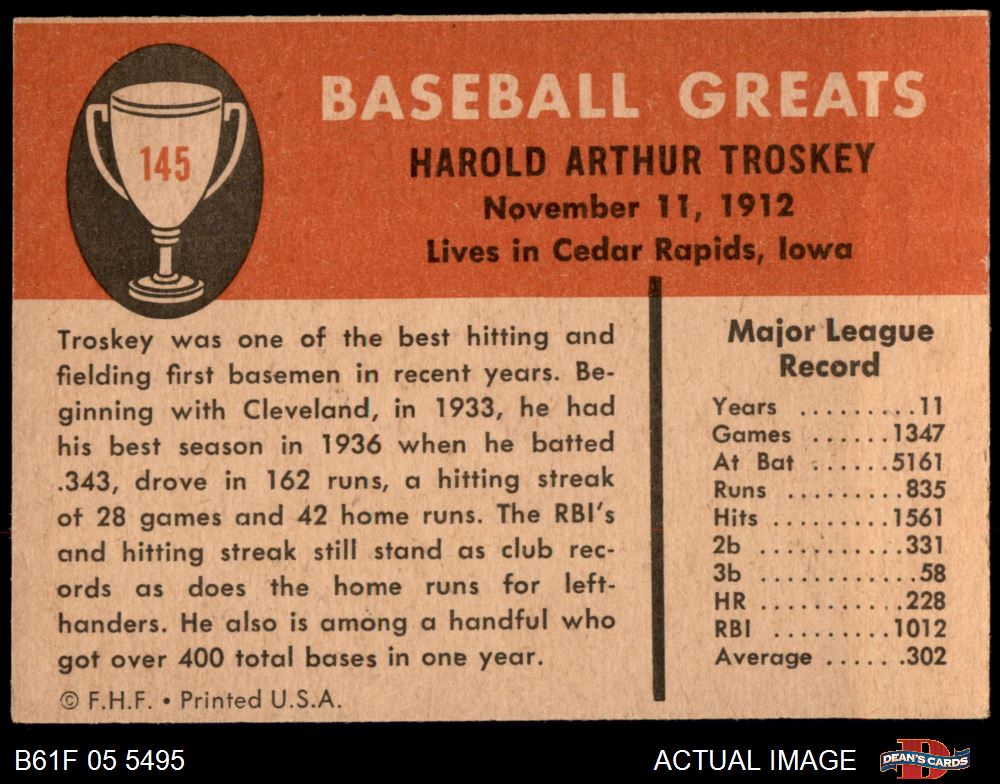 145
BASEBALL GREATS
HAROLD ARTHUR TROSKEY
November 11, 1912
Lives in Cedar Rapids, Iowa
Troskey was one of the best hitting and
fielding first basemen in recent years. Be-
ginning with Cleveland, in 1933, he had
his best season in 1936 when he batted
.343, drove in 162 runs, a hitting streak
of 28 games and 42 home runs. The RBI's
and hitting streak still stand as club rec-
ords as does the home runs for left-
handers. He also is among a handful who
got over 400 total bases in one year.
© F.H.F. • Printed U.S.A.
Major League
Record
Years .........11
Games ......1347
At Bat ......5161
Runs .........835
Hits .........1561
2b ...........331
3b ............58
HR ...........228
RBI .........1012
Average ......302
B61F 05 5495
ACTUAL IMAGE
D
DEAN'S CARDS